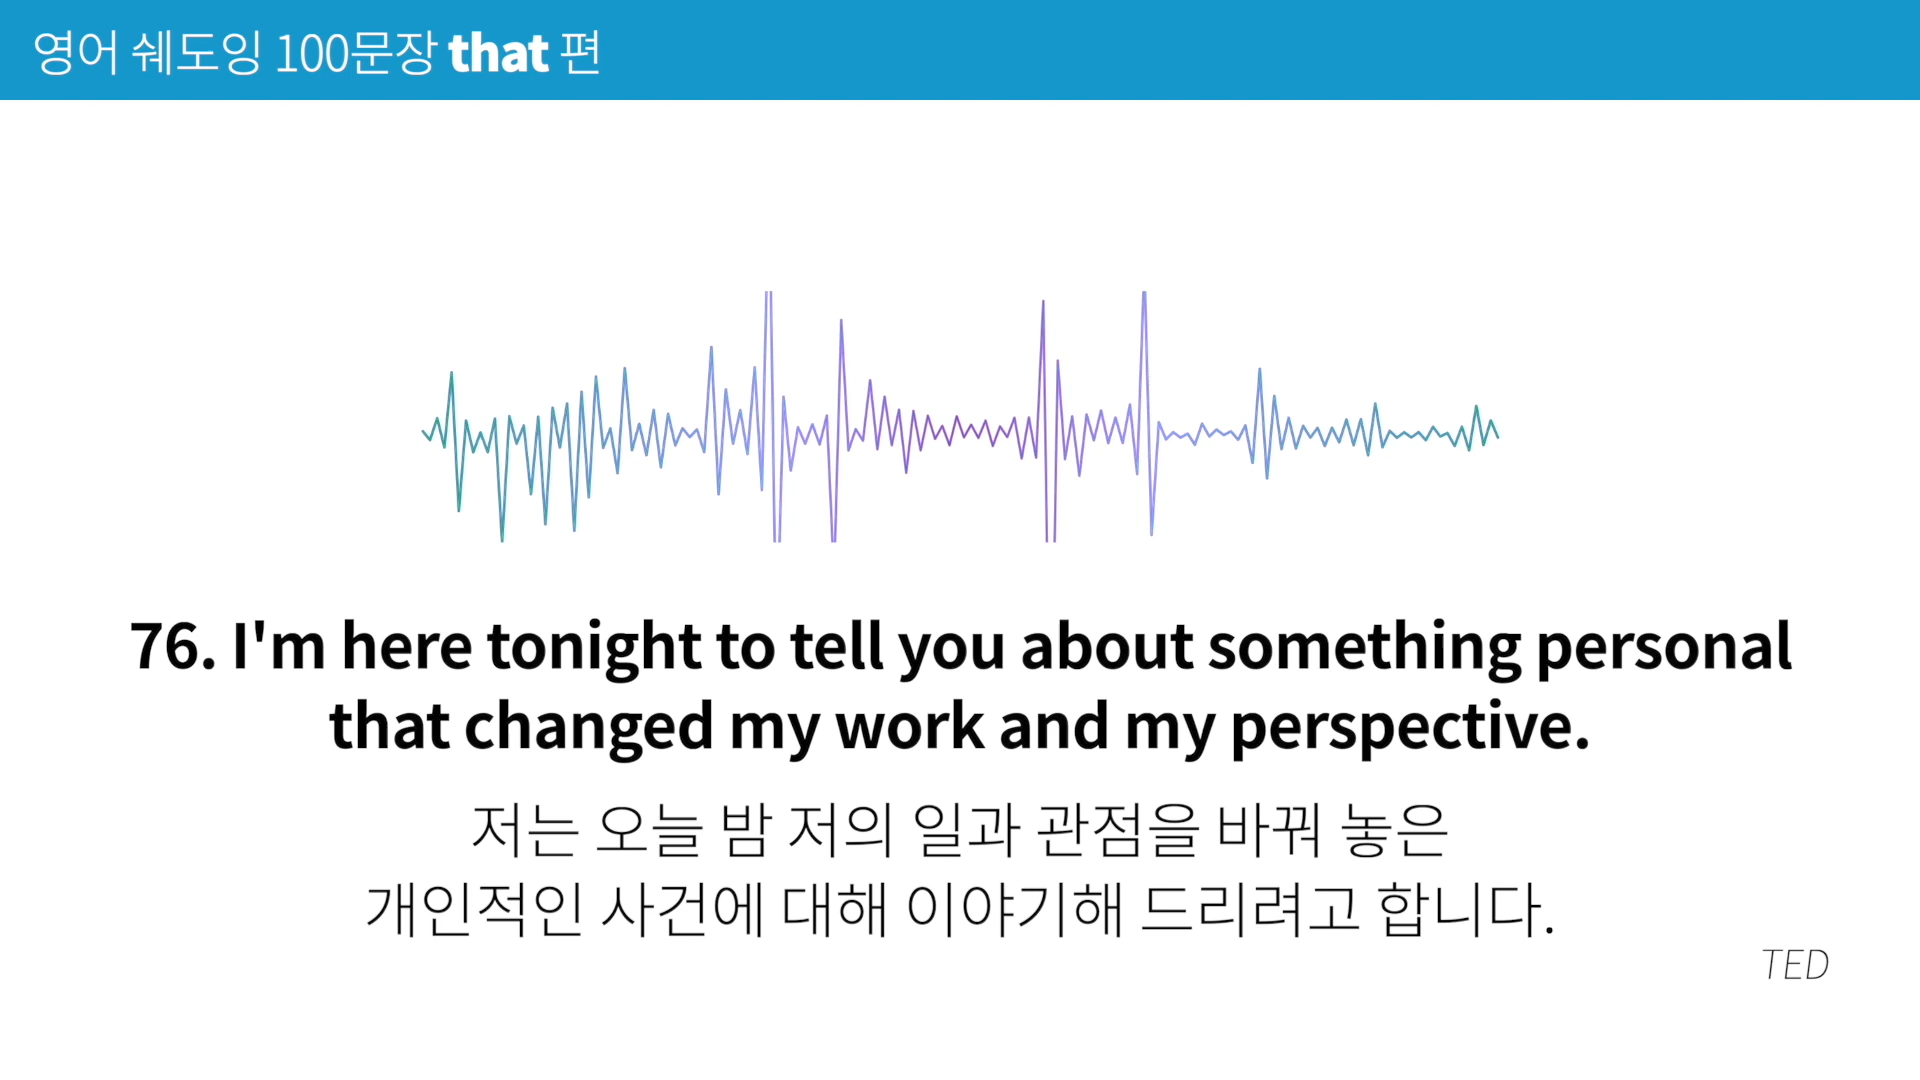 영어 쉐도잉 100문장 that 편
76. I'm here tonight to tell you about something personal
that changed my work and my perspective.
저는 오늘 밤 저의 일과 관점을 바꿔 놓은
개인적인 사건에 대해 이야기해 드리려고 합니다.
TED